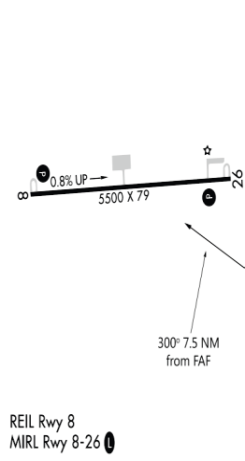 P
0.8% UP
8
26
5500 X 79
P
300° 7.5 NM
from FAF
REIL Rwy 8
MIRL Rwy 8-26 L